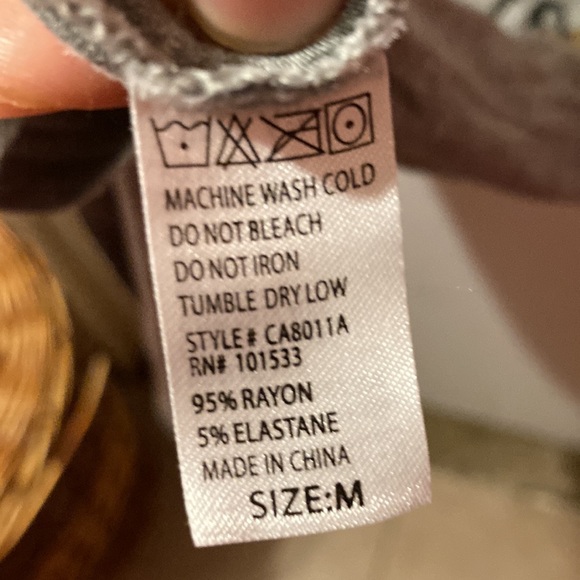 MACHINE WASH COLD
DO NOT BLEACH
DO NOT IRON
TUMBLE DRY LOW
STYLE# CA8011A
RN# 101533
95% RAYON
5% ELASTANE
MADE IN CHINA
SIZE:M